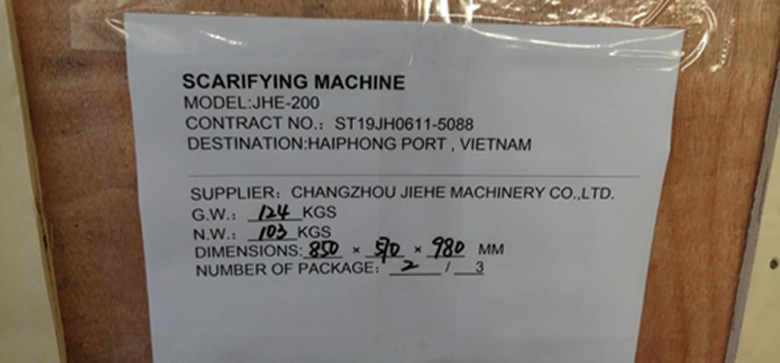 SCARIFYING MACHINE
MODEL:JHE-200
CONTRACT NO.: ST19JH0611-5088
DESTINATION:HAIPHONG PORT , VIETNAM
SUPPLIER: CHANGZHOU JIEHE MACHINERY CO.,LTD.
G.W.: 124 KGS
N.W.: 103 KGS
DIMENSIONS: 850 × 510 × 980 MM
NUMBER OF PACKAGE: 2 / 3